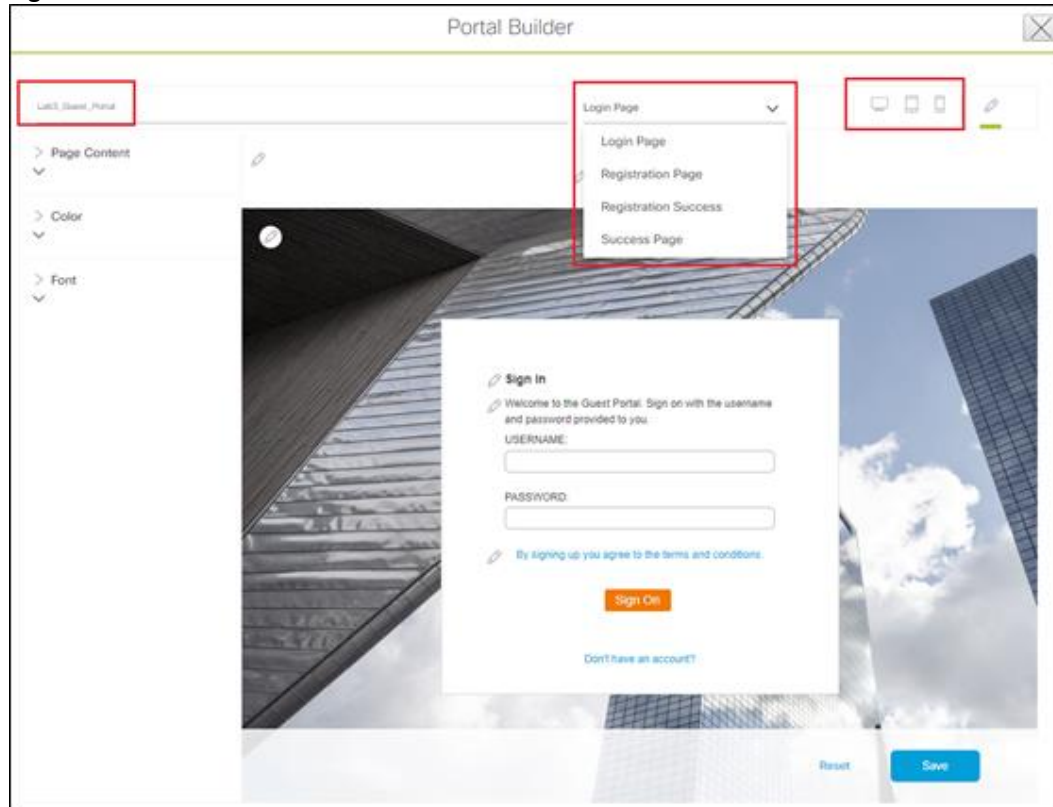 Portal Builder
Lab3_Guest_Portal
Login Page
Login Page
Registration Page
Registration Success
Success Page
> Page Content
> Color
> Font
Sign In
Welcome to the Guest Portal. Sign on with the username
and password provided to you.
USERNAME:
PASSWORD:
By signing up you agree to the terms and conditions.
Sign On
Don't have an account?
Reset
Save